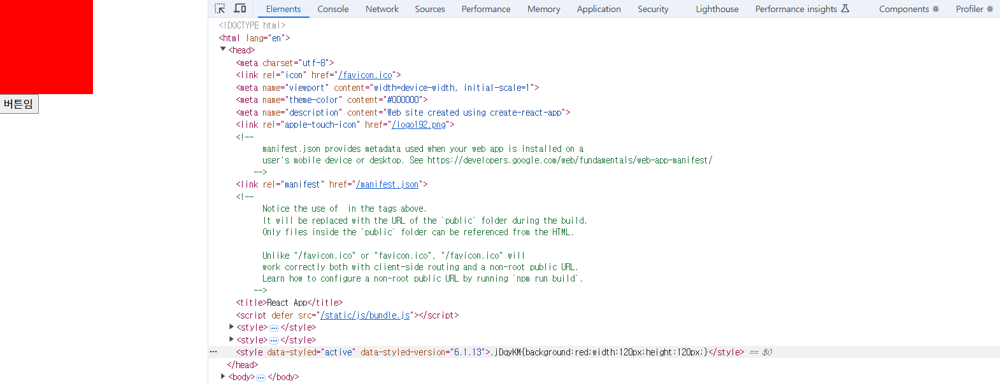 버튼임
Elements Console Network Sources Performance Memory Application Security Lighthouse Performance insights Components Profiler
<!DOCTYPE html>
<html lang="en">
<head>
<meta charset="utf-8">
<link rel="icon" href="/favicon.ico">
<meta name="viewport" content="width=device-width, initial-scale=1">
<meta name="theme-color" content="#000000">
<meta name="description" content="Web site created using create-react-app">
<link rel="apple-touch-icon" href="/logo192.png">
<!--
manifest.json provides metadata used when your web app is installed on a
user's mobile device or desktop. See https://developers.google.com/web/fundamentals/web-app-manifest/
-->
<link rel="manifest" href="/manifest.json">
<!--
Notice the use of  in the tags above.
It will be replaced with the URL of the `public` folder during the build.
Only files inside the `public` folder can be referenced from the HTML.
Unlike "/favicon.ico" or "favicon.ico", "/favicon.ico" will
work correctly both with client-side routing and a non-root public URL.
Learn how to configure a non-root public URL by running `npm run build`.
-->
<title>React App</title>
<script defer src="/static/js/bundle.js"></script>
<style>…</style>
<style>…</style>
<style data-styled="active" data-styled-version="6.1.13">.jDqyKM{background:red;width:120px;height:120px;}</style> == $0
</head>
<body>…</body>